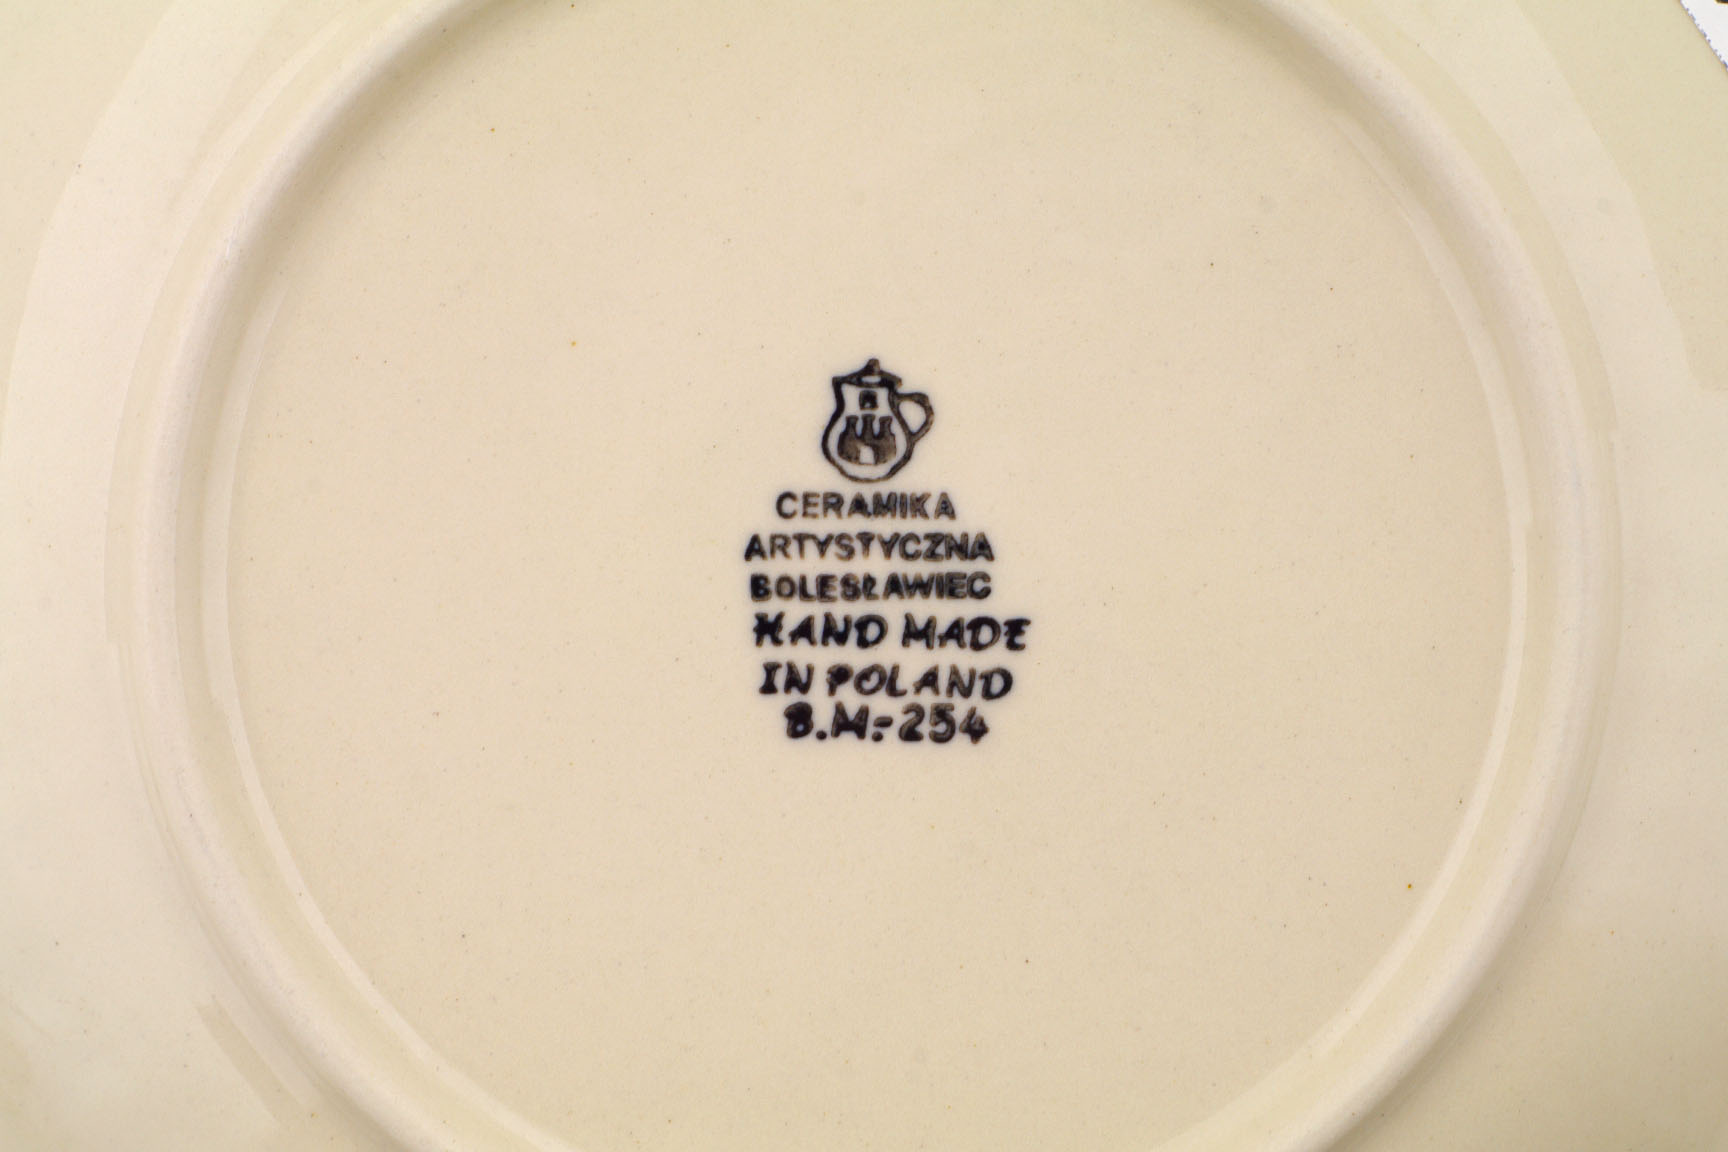 CERAMIKA
ARTYSTYCZNA
BOLESŁAWIEC
HAND MADE
IN POLAND
B.M.-254